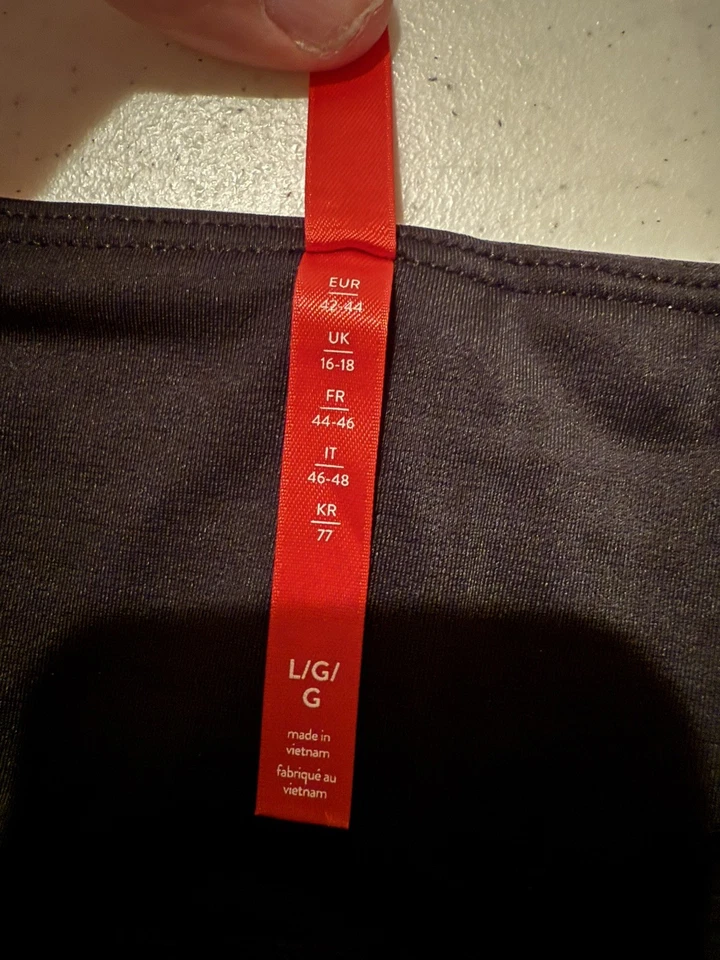 EUR
42-44
UK
16-18
FR
44-46
IT
46-48
KR
77
L/G/
G
made in
vietnam
fabriqué au
vietnam